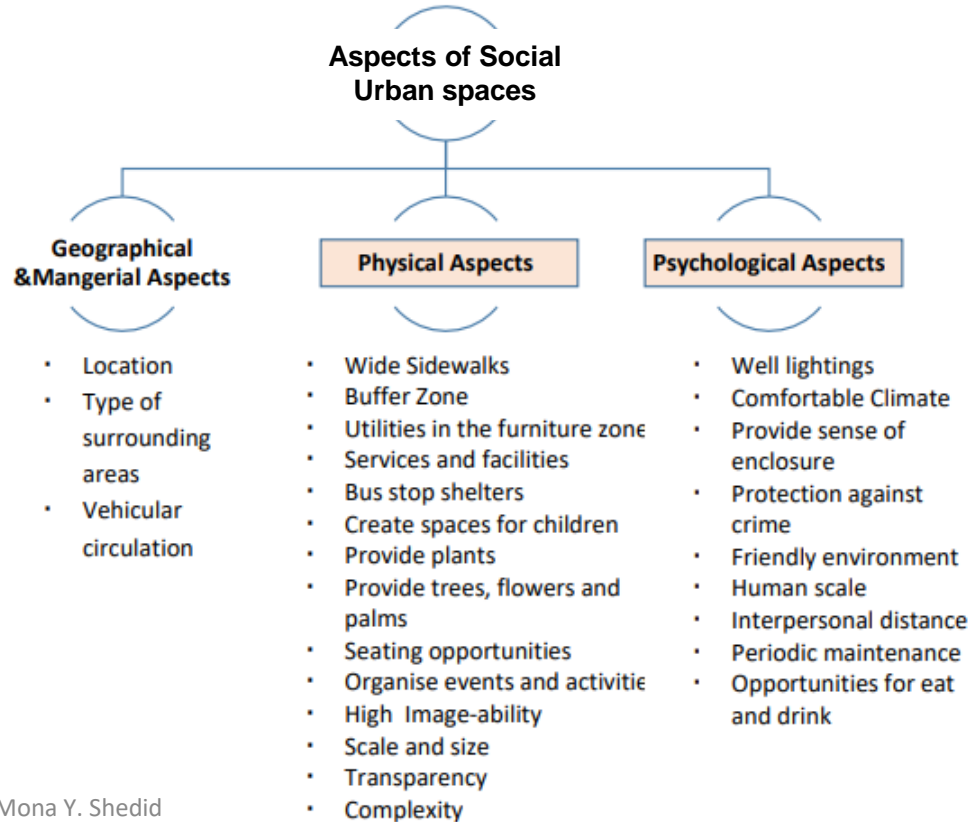 Aspects of Social
Urban spaces
Geographical
&Mangerial Aspects
· Location
· Type of
surrounding
areas
· Vehicular
circulation
Physical Aspects
· Wide Sidewalks
· Buffer Zone
· Utilities in the furniture zone
· Services and facilities
· Bus stop shelters
· Create spaces for children
· Provide plants
· Provide trees, flowers and
palms
· Seating opportunities
· Organise events and activitie
· High Image-ability
· Scale and size
· Transparency
· Complexity
Psychological Aspects
· Well lightings
· Comfortable Climate
· Provide sense of
enclosure
· Protection against
crime
· Friendly environment
· Human scale
· Interpersonal distance
· Periodic maintenance
· Opportunities for eat
and drink
Mona Y. Shedid